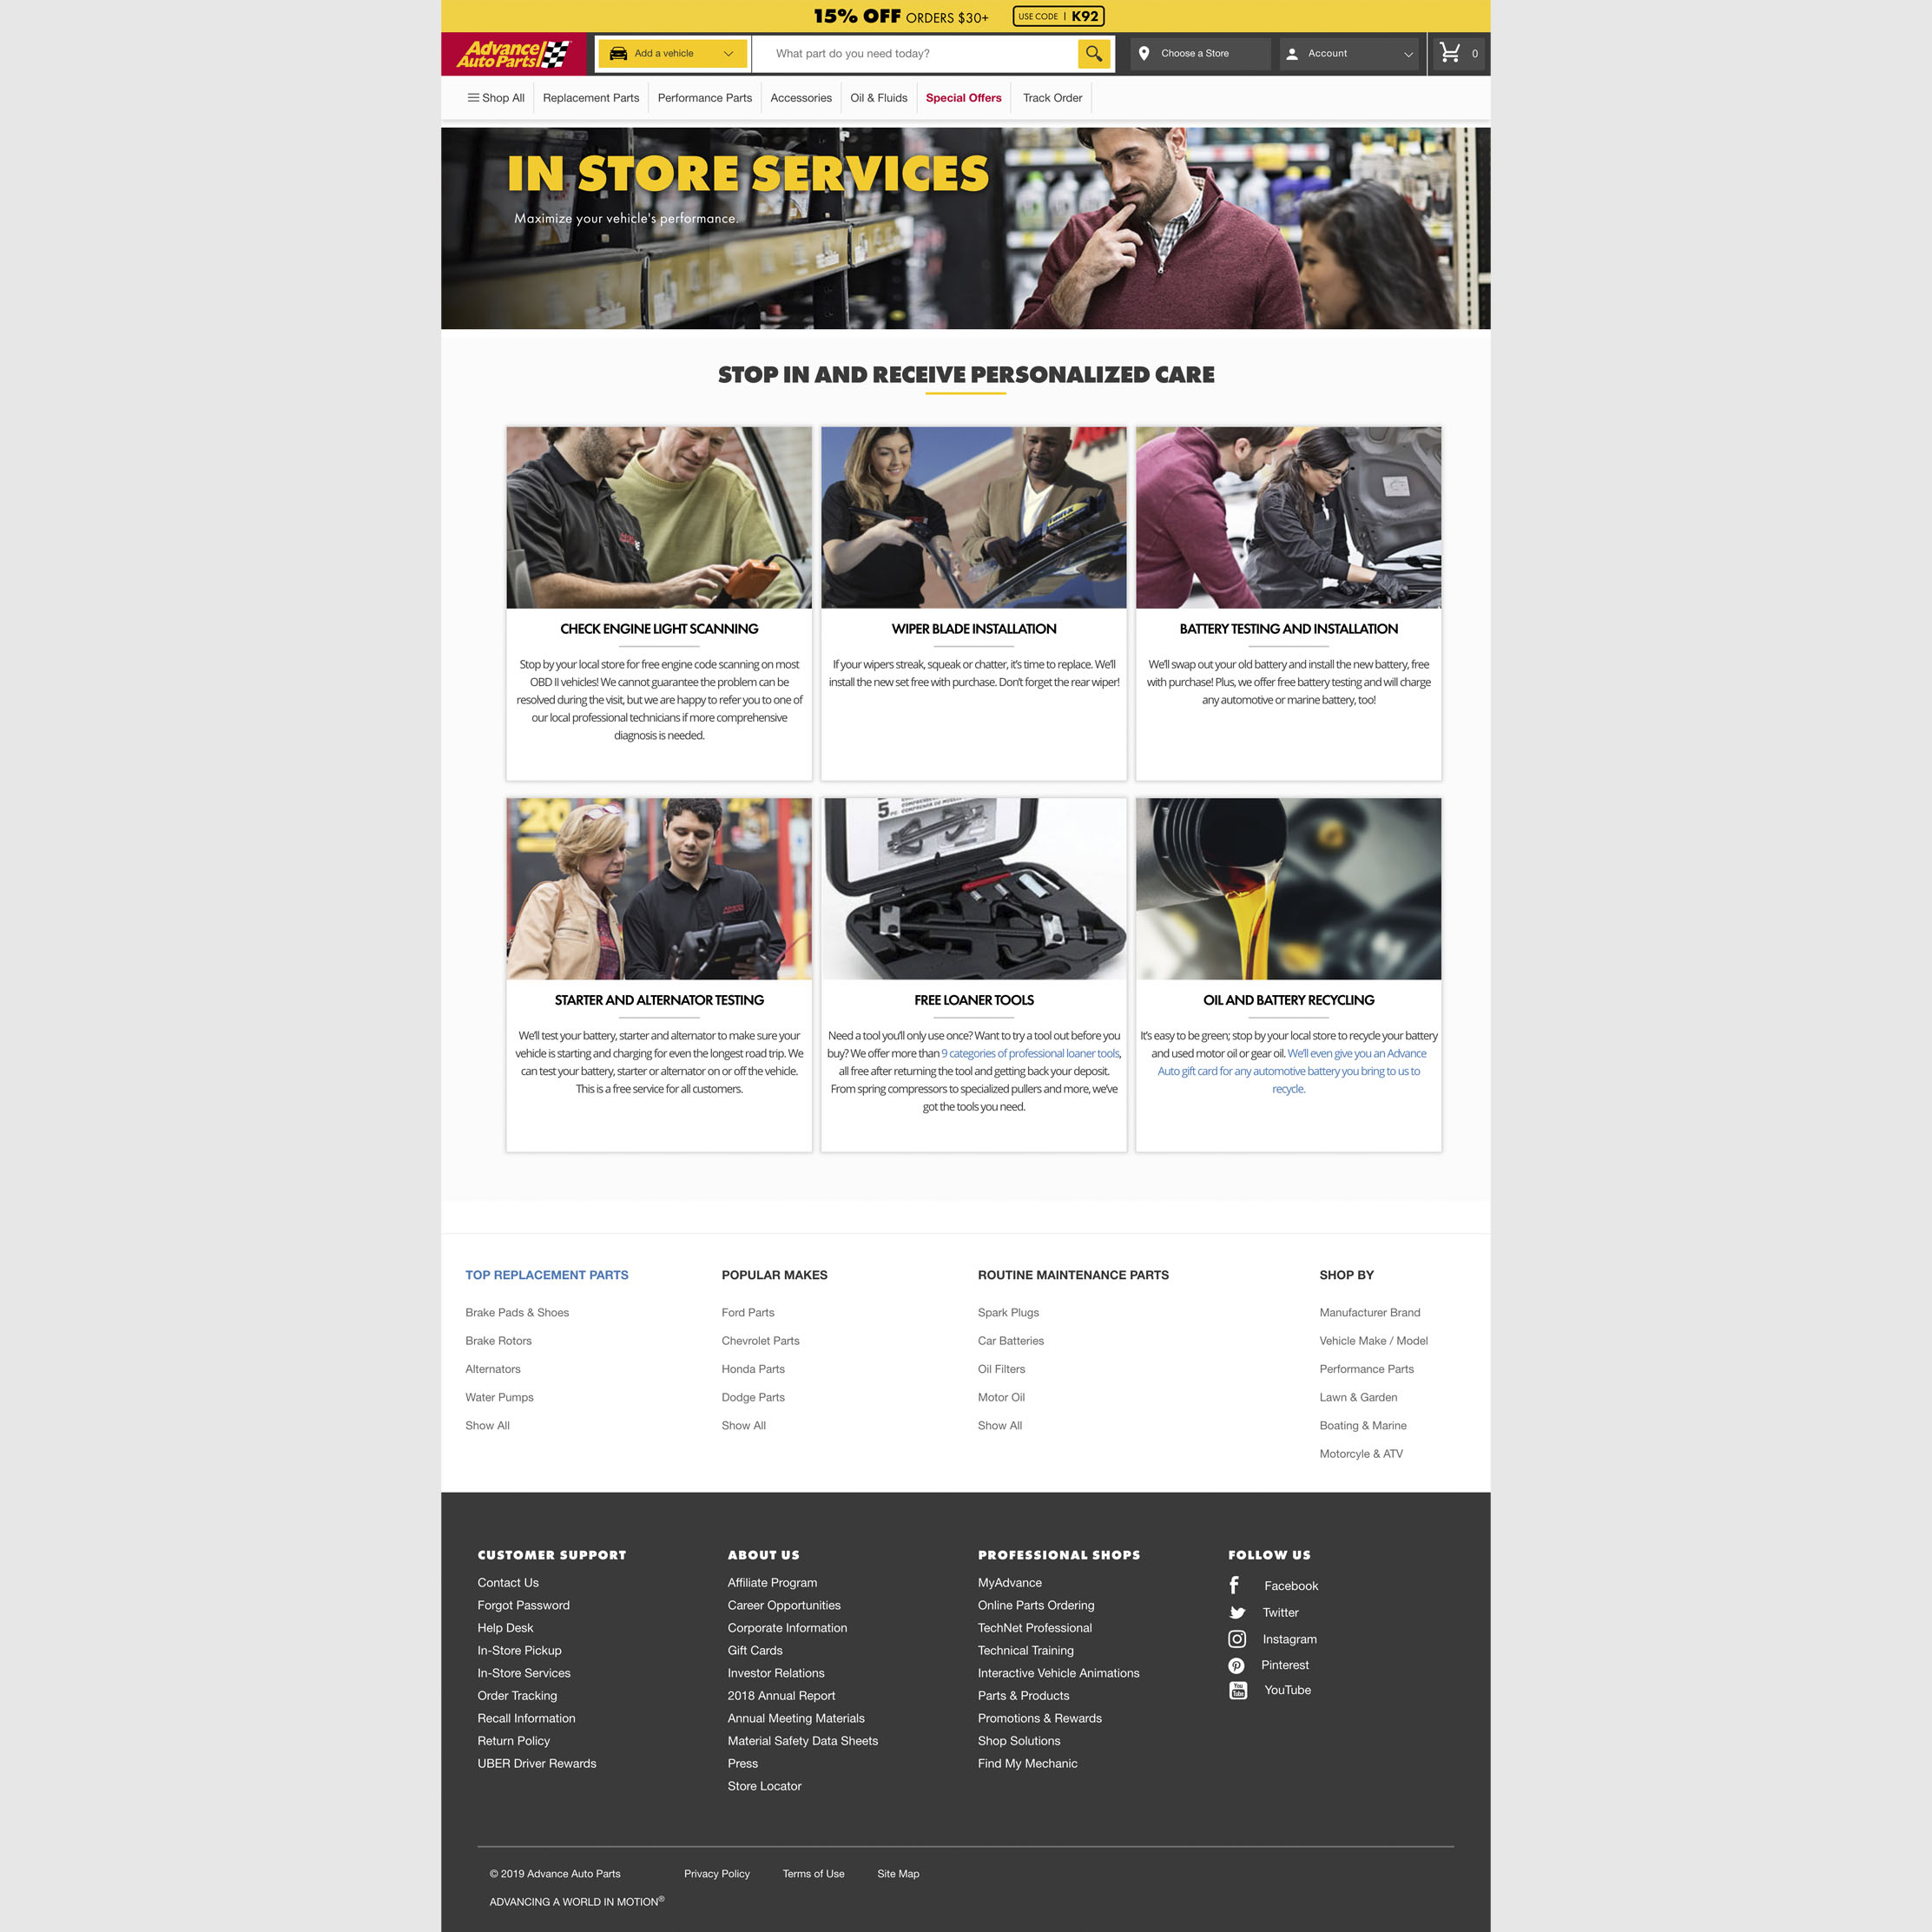 15% OFF ORDERS $30+ USE CODE | K92
Advance Auto Parts
Add a vehicle
What part do you need today?
Choose a Store
Account
0
Shop All
Replacement Parts
Performance Parts
Accessories
Oil & Fluids
Special Offers
Track Order
IN STORE SERVICES
Maximize your vehicle's performance.
STOP IN AND RECEIVE PERSONALIZED CARE
CHECK ENGINE LIGHT SCANNING
Stop by your local store for free engine code scanning on most
OBD II vehicles! We cannot guarantee the problem can be
resolved during the visit, but we are happy to refer you to one of
our local professional technicians if more comprehensive
diagnosis is needed.
WIPER BLADE INSTALLATION
If your wipers streak, squeak or chatter, it's time to replace. We'll
install the new set free with purchase. Don't forget the rear wiper!
BATTERY TESTING AND INSTALLATION
We'll swap out your old battery and install the new battery, free
with purchase! Plus, we offer free battery testing and will charge
any automotive or marine battery, too!
20
STARTER AND ALTERNATOR TESTING
We'll test your battery, starter and alternator to make sure your
vehicle is starting and charging for even the longest road trip. We
can test your battery, starter or alternator on or off the vehicle.
This is a free service for all customers.
5
FREE LOANER TOOLS
Need a tool you'll only use once? Want to try a tool out before you
buy? We offer more than 9 categories of professional loaner tools,
all free after returning the tool and getting back your deposit.
From spring compressors to specialized pullers and more, we've
got the tools you need.
OIL AND BATTERY RECYCLING
It's easy to be green; stop by your local store to recycle your battery
and used motor oil or gear oil. We'll even give you an Advance
Auto gift card for any automotive battery you bring to us to
recycle.
TOP REPLACEMENT PARTS
Brake Pads & Shoes
Brake Rotors
Alternators
Water Pumps
Show All
POPULAR MAKES
Ford Parts
Chevrolet Parts
Honda Parts
Dodge Parts
Show All
ROUTINE MAINTENANCE PARTS
Spark Plugs
Car Batteries
Oil Filters
Motor Oil
Show All
SHOP BY
Manufacturer Brand
Vehicle Make / Model
Performance Parts
Lawn & Garden
Boating & Marine
Motorcyle & ATV
CUSTOMER SUPPORT
Contact Us
Forgot Password
Help Desk
In-Store Pickup
In-Store Services
Order Tracking
Recall Information
Return Policy
UBER Driver Rewards
ABOUT US
Affiliate Program
Career Opportunities
Corporate Information
Gift Cards
Investor Relations
2018 Annual Report
Annual Meeting Materials
Material Safety Data Sheets
Press
Store Locator
PROFESSIONAL SHOPS
MyAdvance
Online Parts Ordering
TechNet Professional
Technical Training
Interactive Vehicle Animations
Parts & Products
Promotions & Rewards
Shop Solutions
Find My Mechanic
FOLLOW US
Facebook
Twitter
Instagram
Pinterest
You Tube YouTube
© 2019 Advance Auto Parts
Privacy Policy
Terms of Use
Site Map
ADVANCING A WORLD IN MOTION®